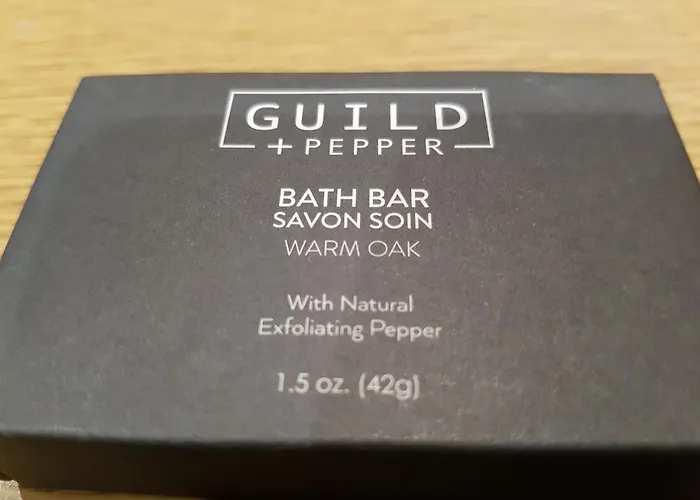 GUILD
+PEPPER
BATH BAR
SAVON SOIN
WARM OAK
With Natural
Exfoliating Pepper
1.5 oz. (42g)